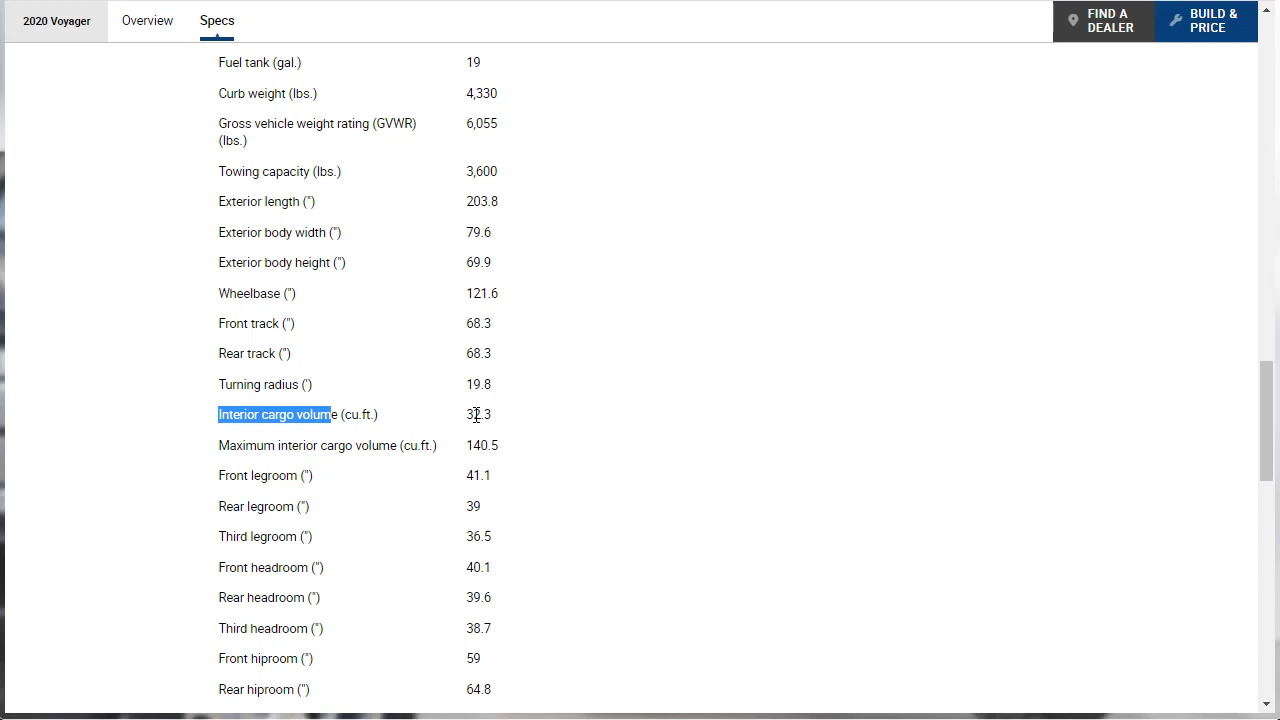 2020 Voyager
Overview
Specs
FIND A
DEALER
BUILD &
PRICE
Fuel tank (gal.) 19
Curb weight (lbs.) 4,330
Gross vehicle weight rating (GVWR) 6,055
(lbs.)
Towing capacity (lbs.) 3,600
Exterior length (") 203.8
Exterior body width (") 79.6
Exterior body height (") 69.9
Wheelbase (") 121.6
Front track (") 68.3
Rear track (") 68.3
Turning radius (') 19.8
Interior cargo volume (cu.ft.)
Maximum interior cargo volume (cu.ft.) 140.5
Front legroom (") 41.1
Rear legroom (") 39
Third legroom (") 36.5
Front headroom (") 40.1
Rear headroom (") 39.6
Third headroom (") 38.7
Front hiproom (") 59
Rear hiproom (") 64.8